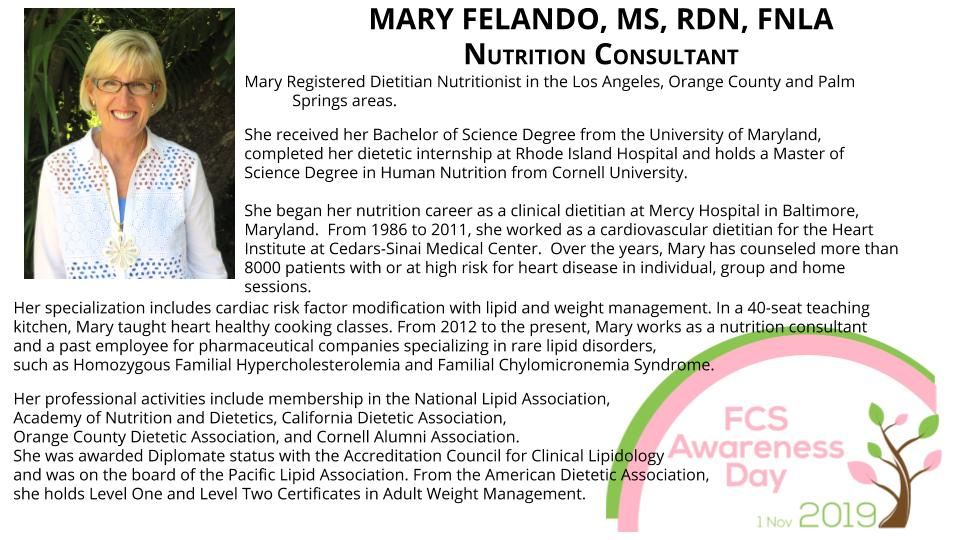 MARY FELANDO, MS, RDN, FNLA
NUTRITION CONSULTANT
Mary Registered Dietitian Nutritionist in the Los Angeles, Orange County and Palm
Springs areas.
She received her Bachelor of Science Degree from the University of Maryland,
completed her dietetic internship at Rhode Island Hospital and holds a Master of
Science Degree in Human Nutrition from Cornell University.
She began her nutrition career as a clinical dietitian at Mercy Hospital in Baltimore,
Maryland.  From 1986 to 2011, she worked as a cardiovascular dietitian for the Heart
Institute at Cedars-Sinai Medical Center.  Over the years, Mary has counseled more than
8000 patients with or at high risk for heart disease in individual, group and home
sessions.
Her specialization includes cardiac risk factor modification with lipid and weight management. In a 40-seat teaching
kitchen, Mary taught heart healthy cooking classes. From 2012 to the present, Mary works as a nutrition consultant
and a past employee for pharmaceutical companies specializing in rare lipid disorders,
such as Homozygous Familial Hypercholesterolemia and Familial Chylomicronemia Syndrome.
Her professional activities include membership in the National Lipid Association,
Academy of Nutrition and Dietetics, California Dietetic Association,
Orange County Dietetic Association, and Cornell Alumni Association.
She was awarded Diplomate status with the Accreditation Council for Clinical Lipidology
and was on the board of the Pacific Lipid Association. From the American Dietetic Association,
she holds Level One and Level Two Certificates in Adult Weight Management.
FCS
Awareness
Day
1 Nov 2019